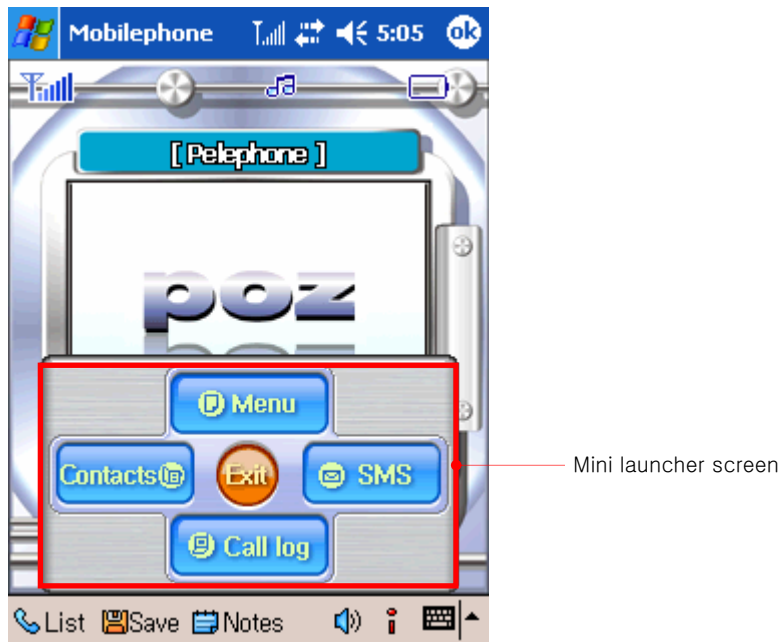 Mobilephone 5:05 ok
[ Pelephone ]
poz
Menu
Contacts Exit SMS
Call log
Mini launcher screen
List Save Notes